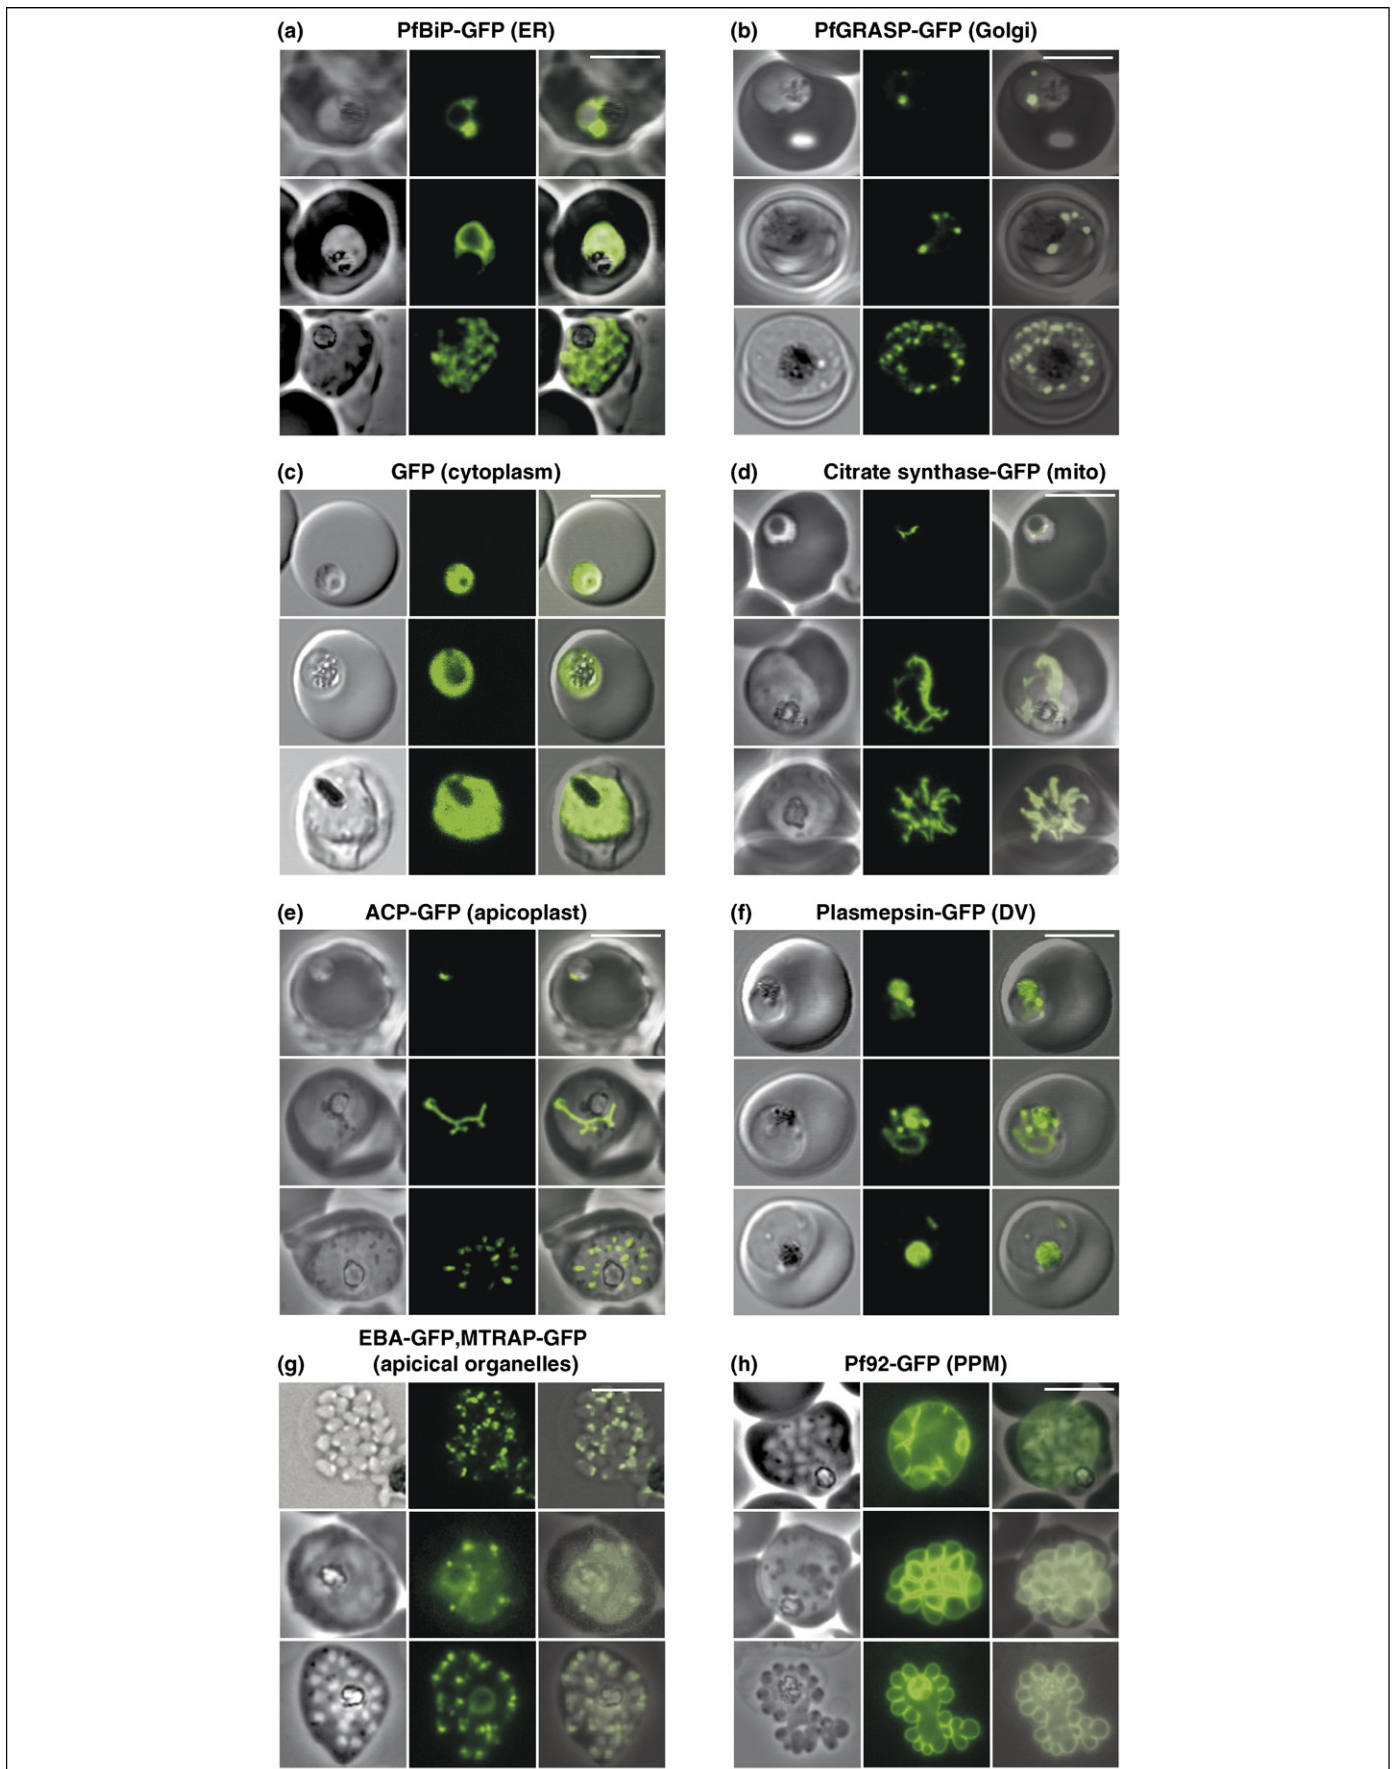 (a) PfBiP-GFP (ER)
(b) PfGRASP-GFP (Golgi)
(c) GFP (cytoplasm)
(d) Citrate synthase-GFP (mito)
(e) ACP-GFP (apicoplast)
(f) Plasmepsin-GFP (DV)
EBA-GFP,MTRAP-GFP
(g) (apicical organelles)
(h) Pf92-GFP (PPM)